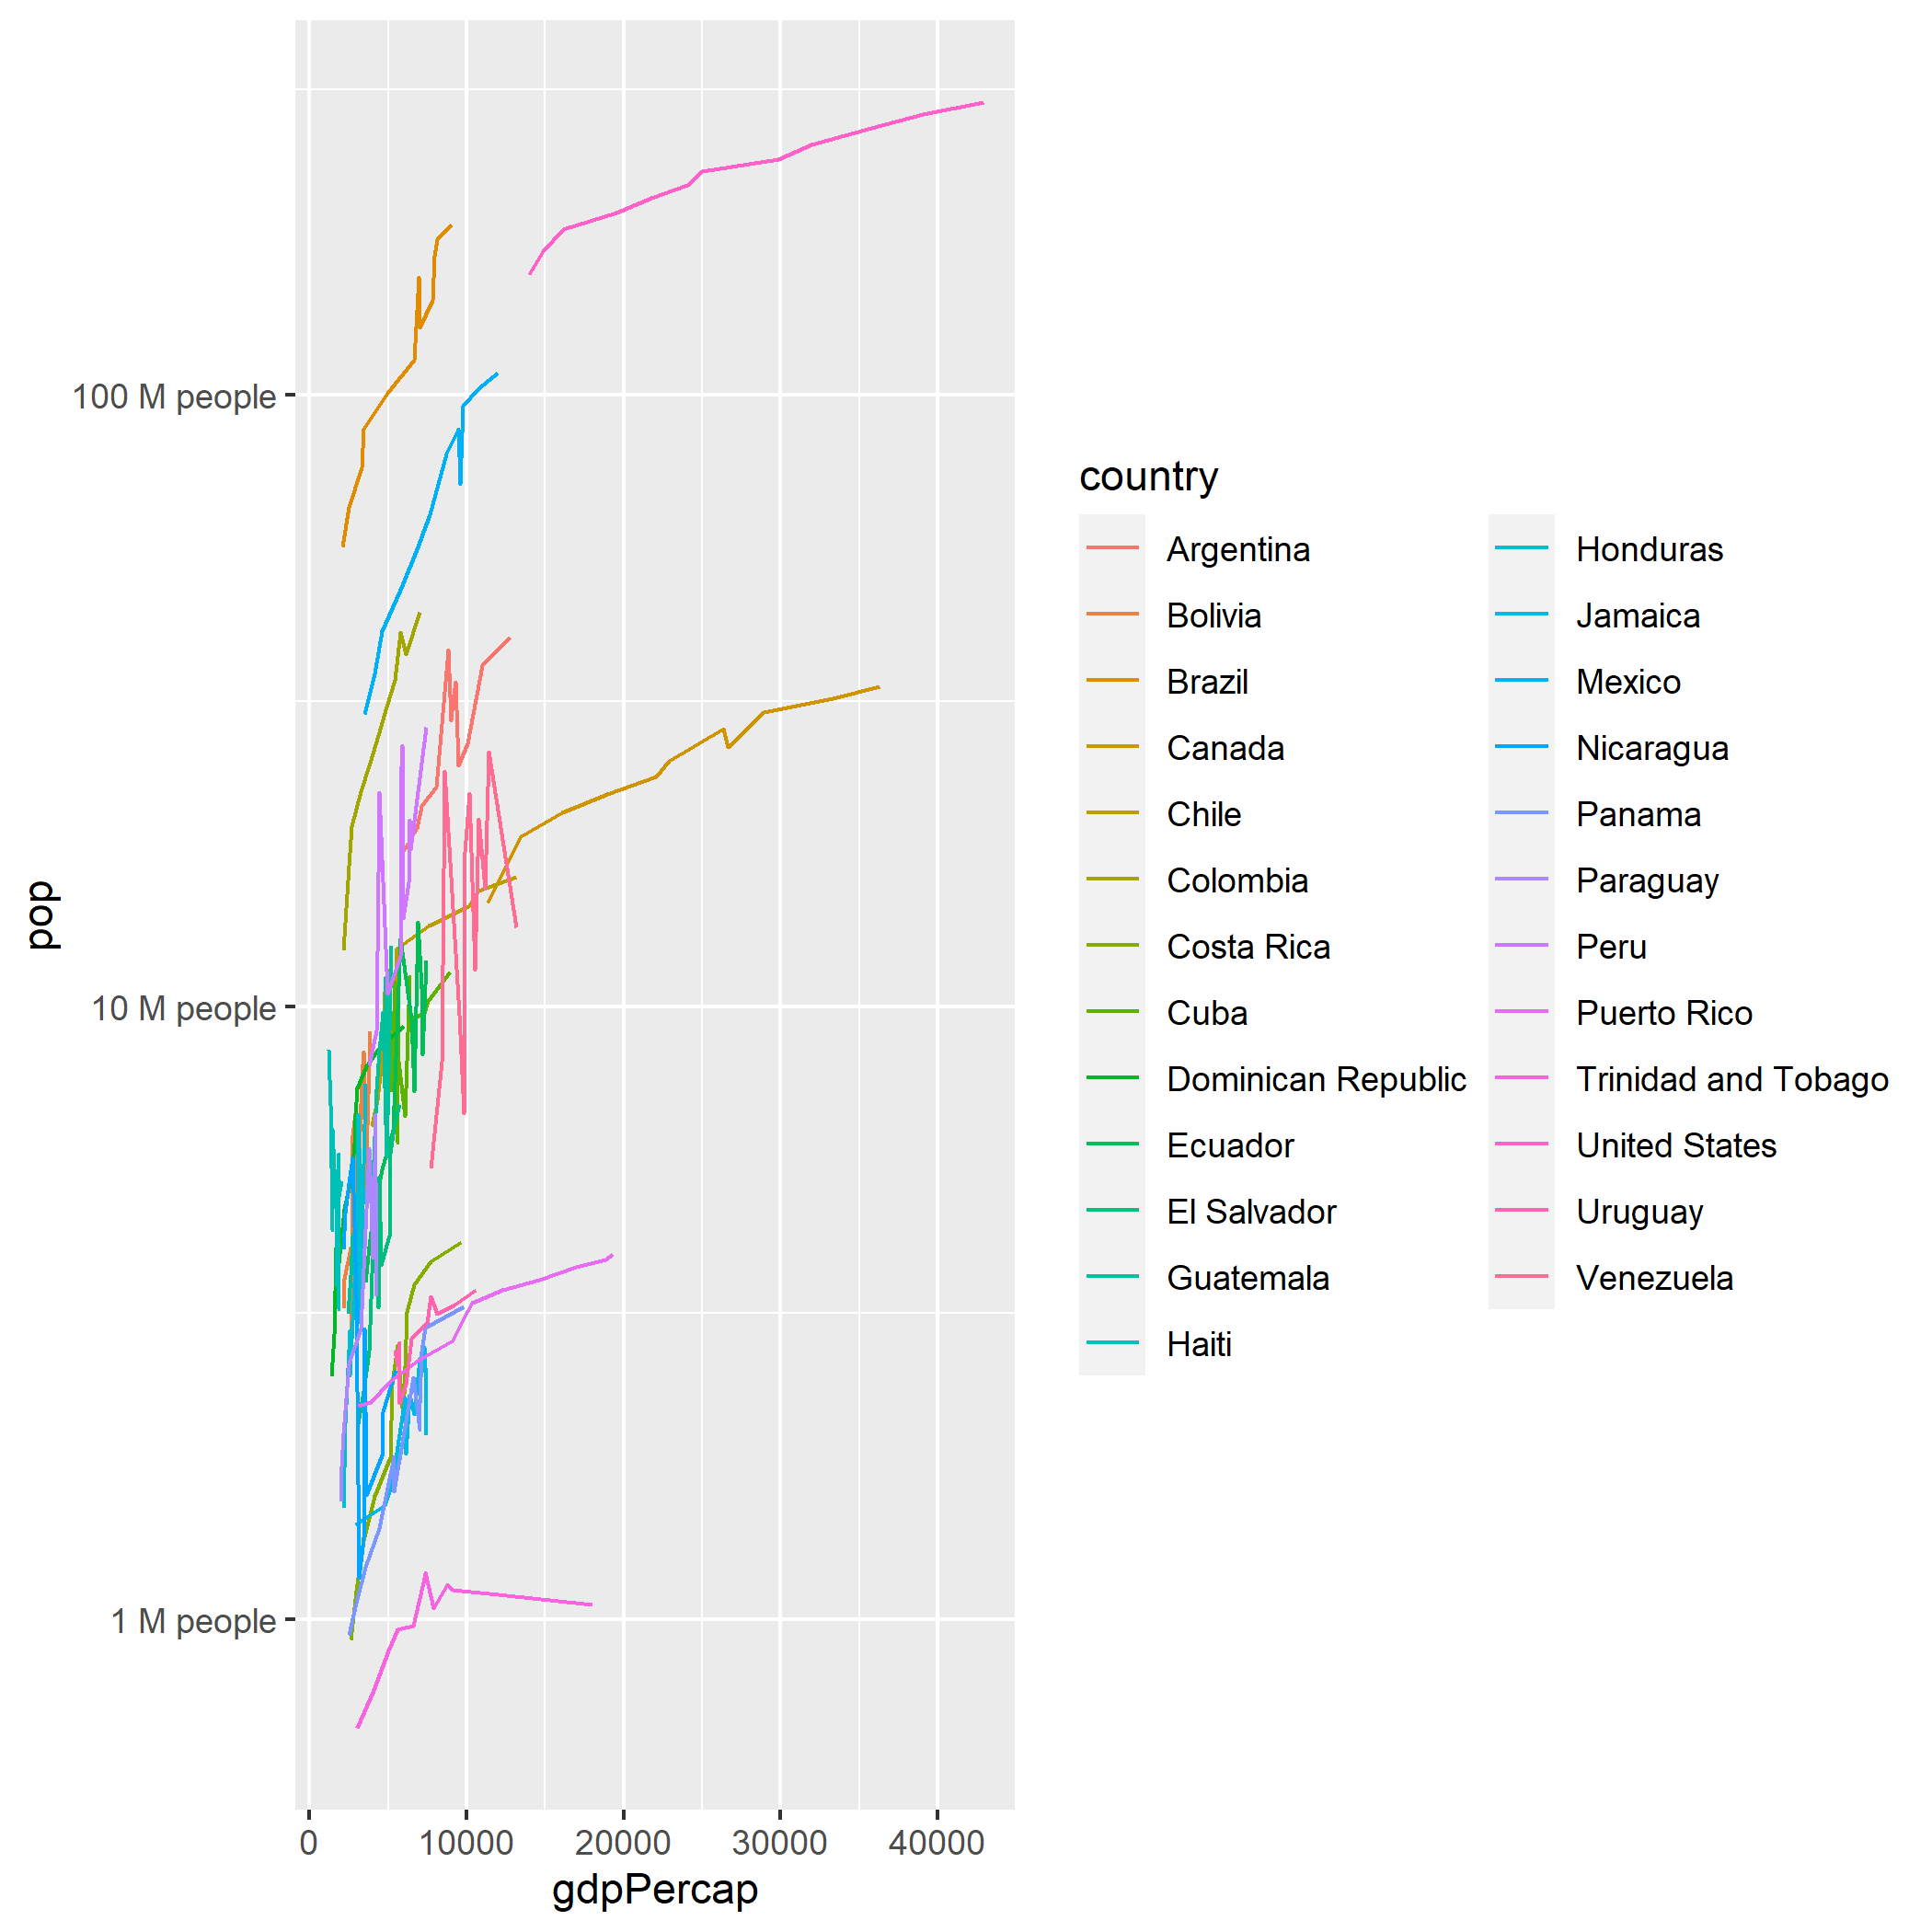 pop
100 M people
10 M people
1 M people
0
10000
20000
30000
40000
gdpPercap
country
Argentina
Bolivia
Brazil
Canada
Chile
Colombia
Costa Rica
Cuba
Dominican Republic
Ecuador
El Salvador
Guatemala
Haiti
Honduras
Jamaica
Mexico
Nicaragua
Panama
Paraguay
Peru
Puerto Rico
Trinidad and Tobago
United States
Uruguay
Venezuela